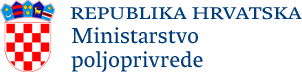 REPUBLIKA HRVATSKA
Ministarstvo
poljoprivrede